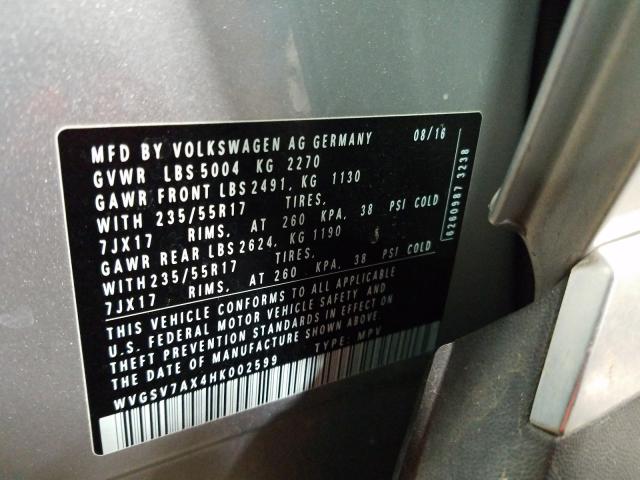 MFD BY VOLKSWAGEN AG GERMANY 08/16
GVWR LBS 5004 KG 2270
GAWR FRONT LBS 2491, KG 1130
WITH 235/55R17 TIRES,
7JX17 RIMS, AT 260 KPA, 38 PSI COLD
GAWR REAR LBS 2624, KG 1190
WITH 235/55R17 TIRES,
7JX17 RIMS, AT 260 KPA, 38 PSI COLD
THIS VEHICLE CONFORMS TO ALL APPLICABLE
U.S. FEDERAL MOTOR VEHICLE SAFETY AND
THEFT PREVENTION STANDARDS IN EFFECT ON
THE DATE OF MANUFACTURE SHOWN ABOVE.
WVGSV7AX4HK002599 TYPE: MPV
6260987 3238